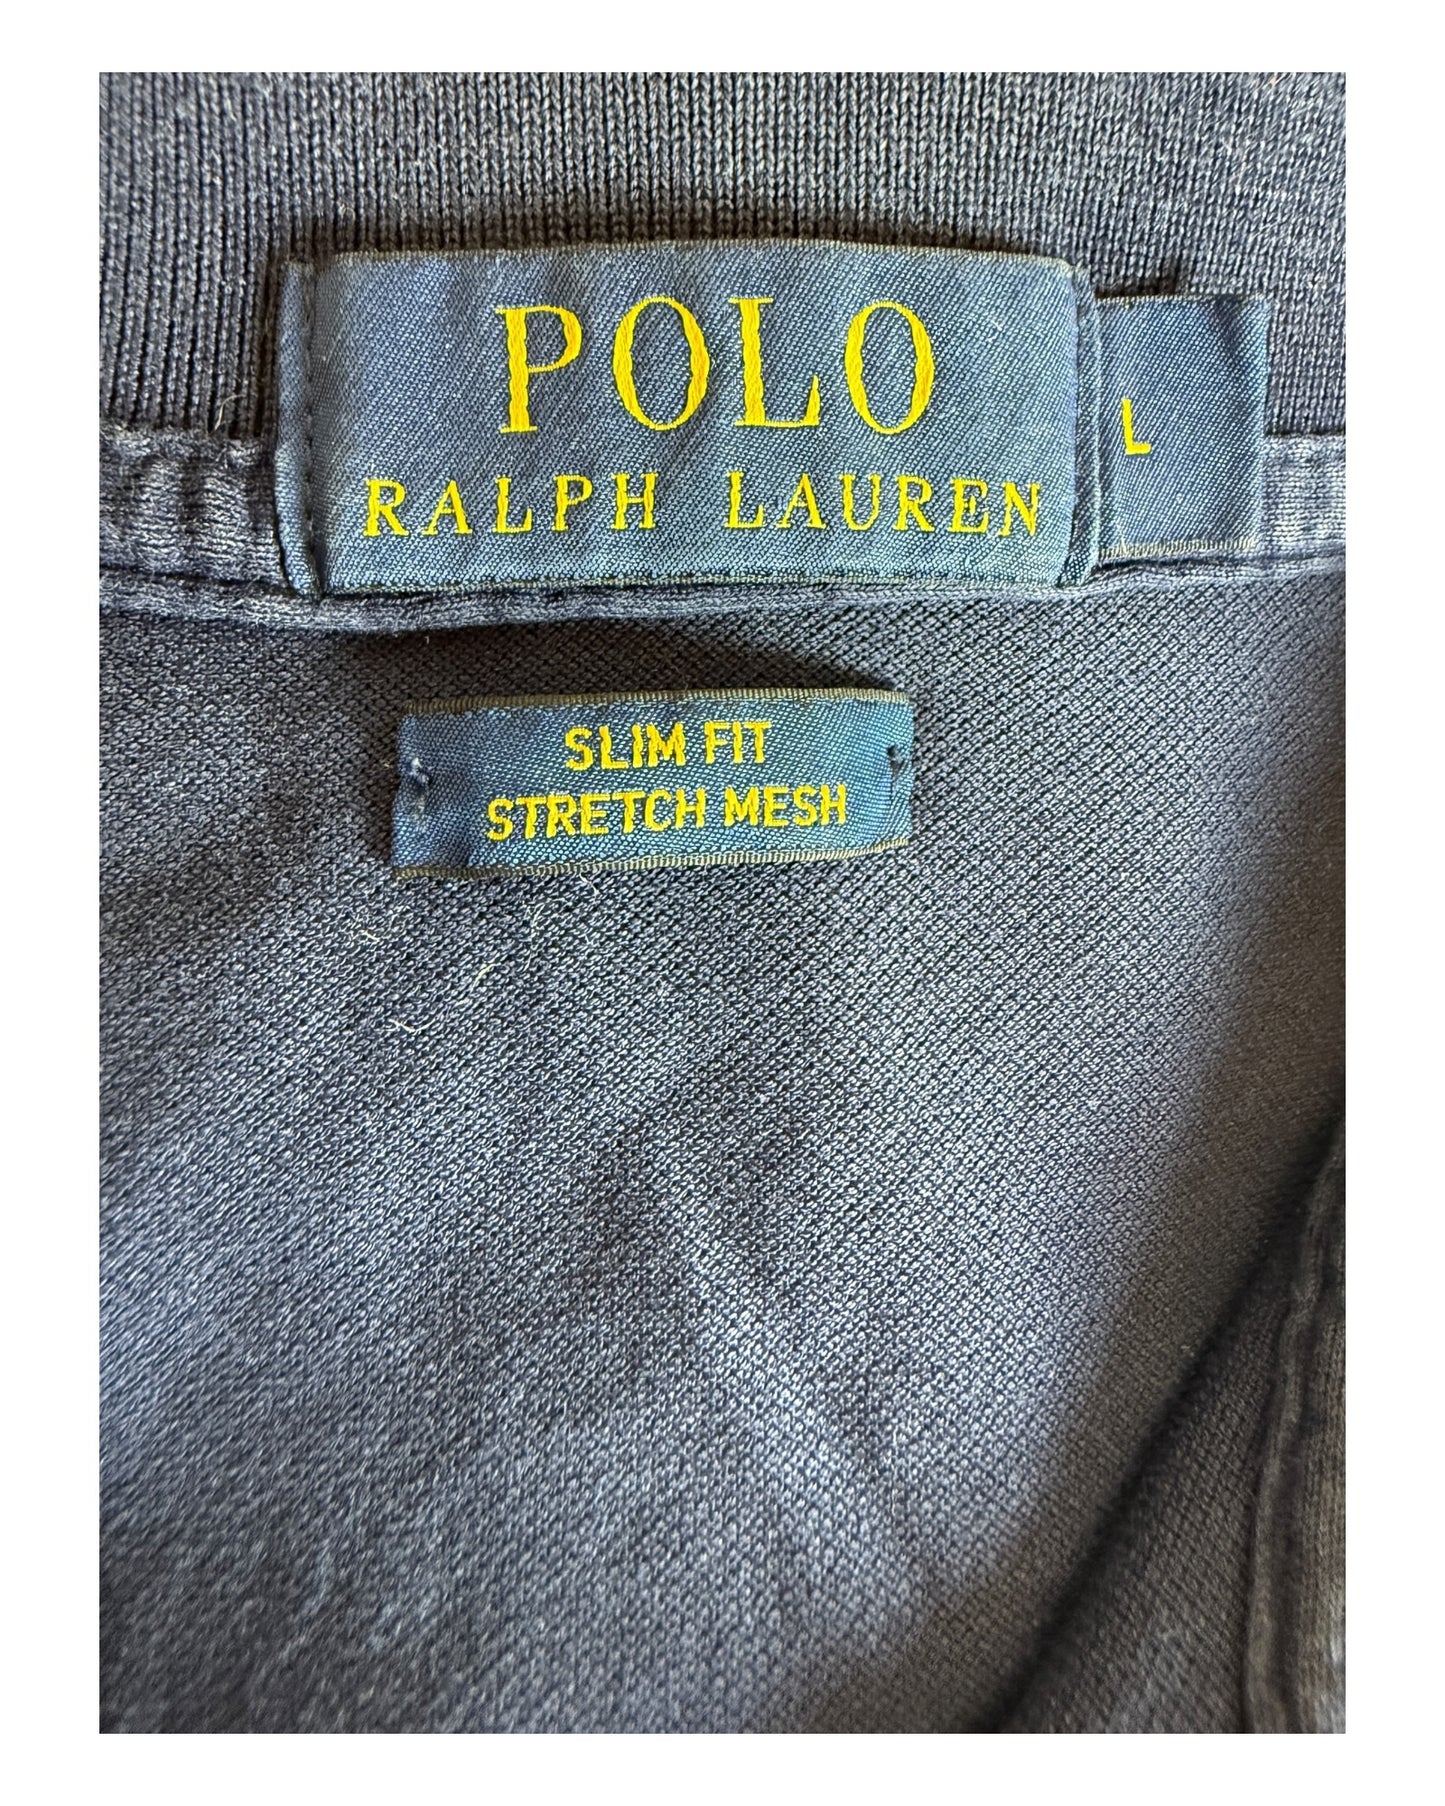 POLO
RALPH LAUREN
L
SLIM FIT
STRETCH MESH